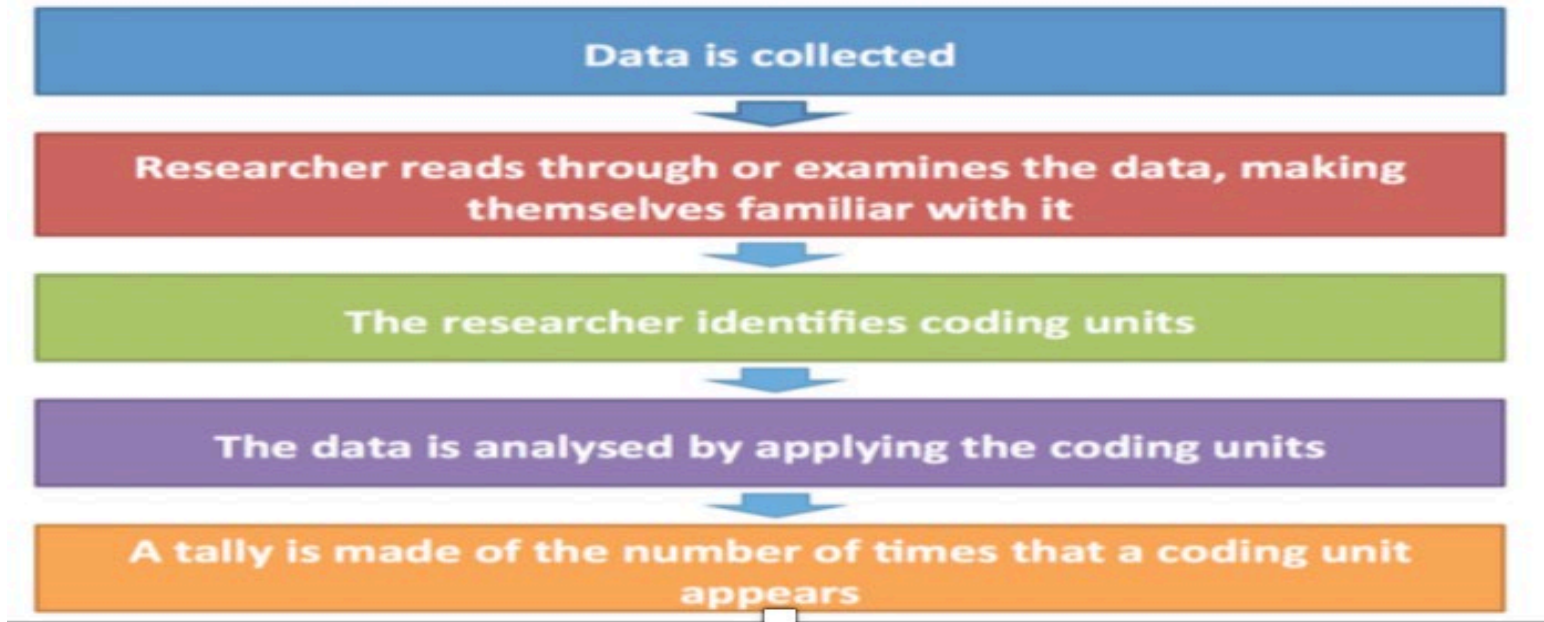 Data is collected
Researcher reads through or examines the data, making
themselves familiar with it
The researcher identifies coding units
The data is analysed by applying the coding units
A tally is made of the number of times that a coding unit
appears